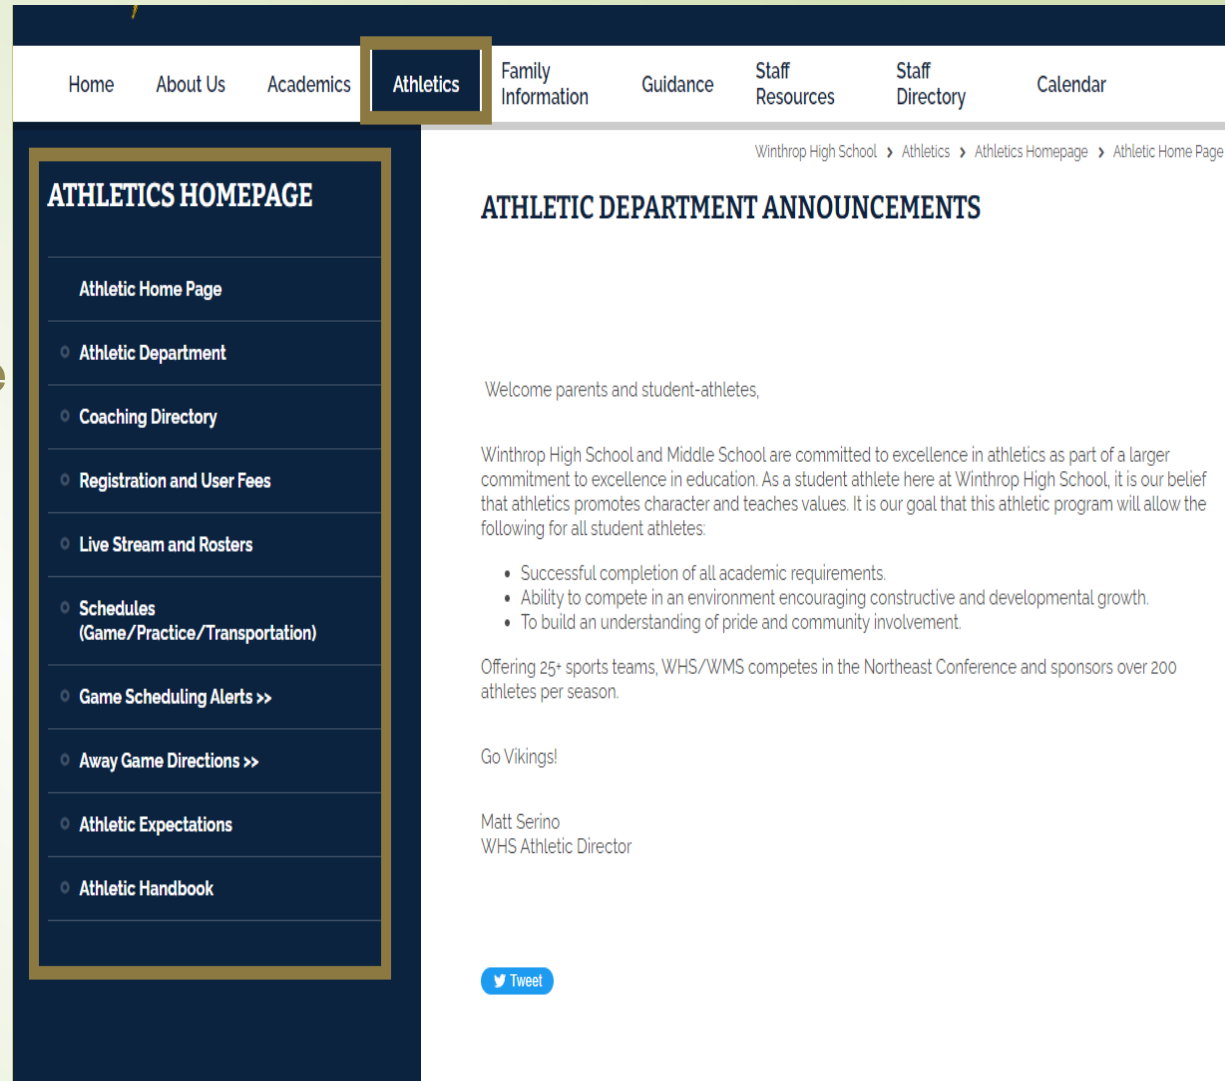 Home About Us Academics Athletics Family Information Guidance Staff Resources Staff Directory Calendar
Winthrop High School > Athletics > Athletics Homepage > Athletic Home Page
ATHLETICS HOMEPAGE
Athletic Home Page
Athletic Department
Coaching Directory
Registration and User Fees
Live Stream and Rosters
Schedules
(Game/Practice/Transportation)
Game Scheduling Alerts >>
Away Game Directions >>
Athletic Expectations
Athletic Handbook
ATHLETIC DEPARTMENT ANNOUNCEMENTS
Welcome parents and student-athletes,
Winthrop High School and Middle School are committed to excellence in athletics as part of a larger
commitment to excellence in education. As a student athlete here at Winthrop High School, it is our belief
that athletics promotes character and teaches values. It is our goal that this athletic program will allow the
following for all student athletes:
• Successful completion of all academic requirements.
• Ability to compete in an environment encouraging constructive and developmental growth.
• To build an understanding of pride and community involvement.
Offering 25+ sports teams, WHS/WMS competes in the Northeast Conference and sponsors over 200
athletes per season.
Go Vikings!
Matt Serino
WHS Athletic Director
Tweet